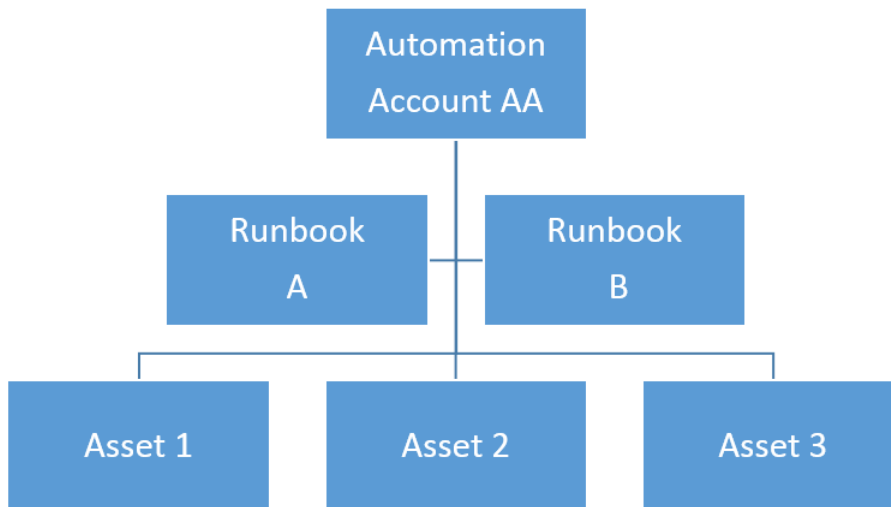 Automation
Account AA
Runbook
A
Runbook
B
Asset 1
Asset 2
Asset 3